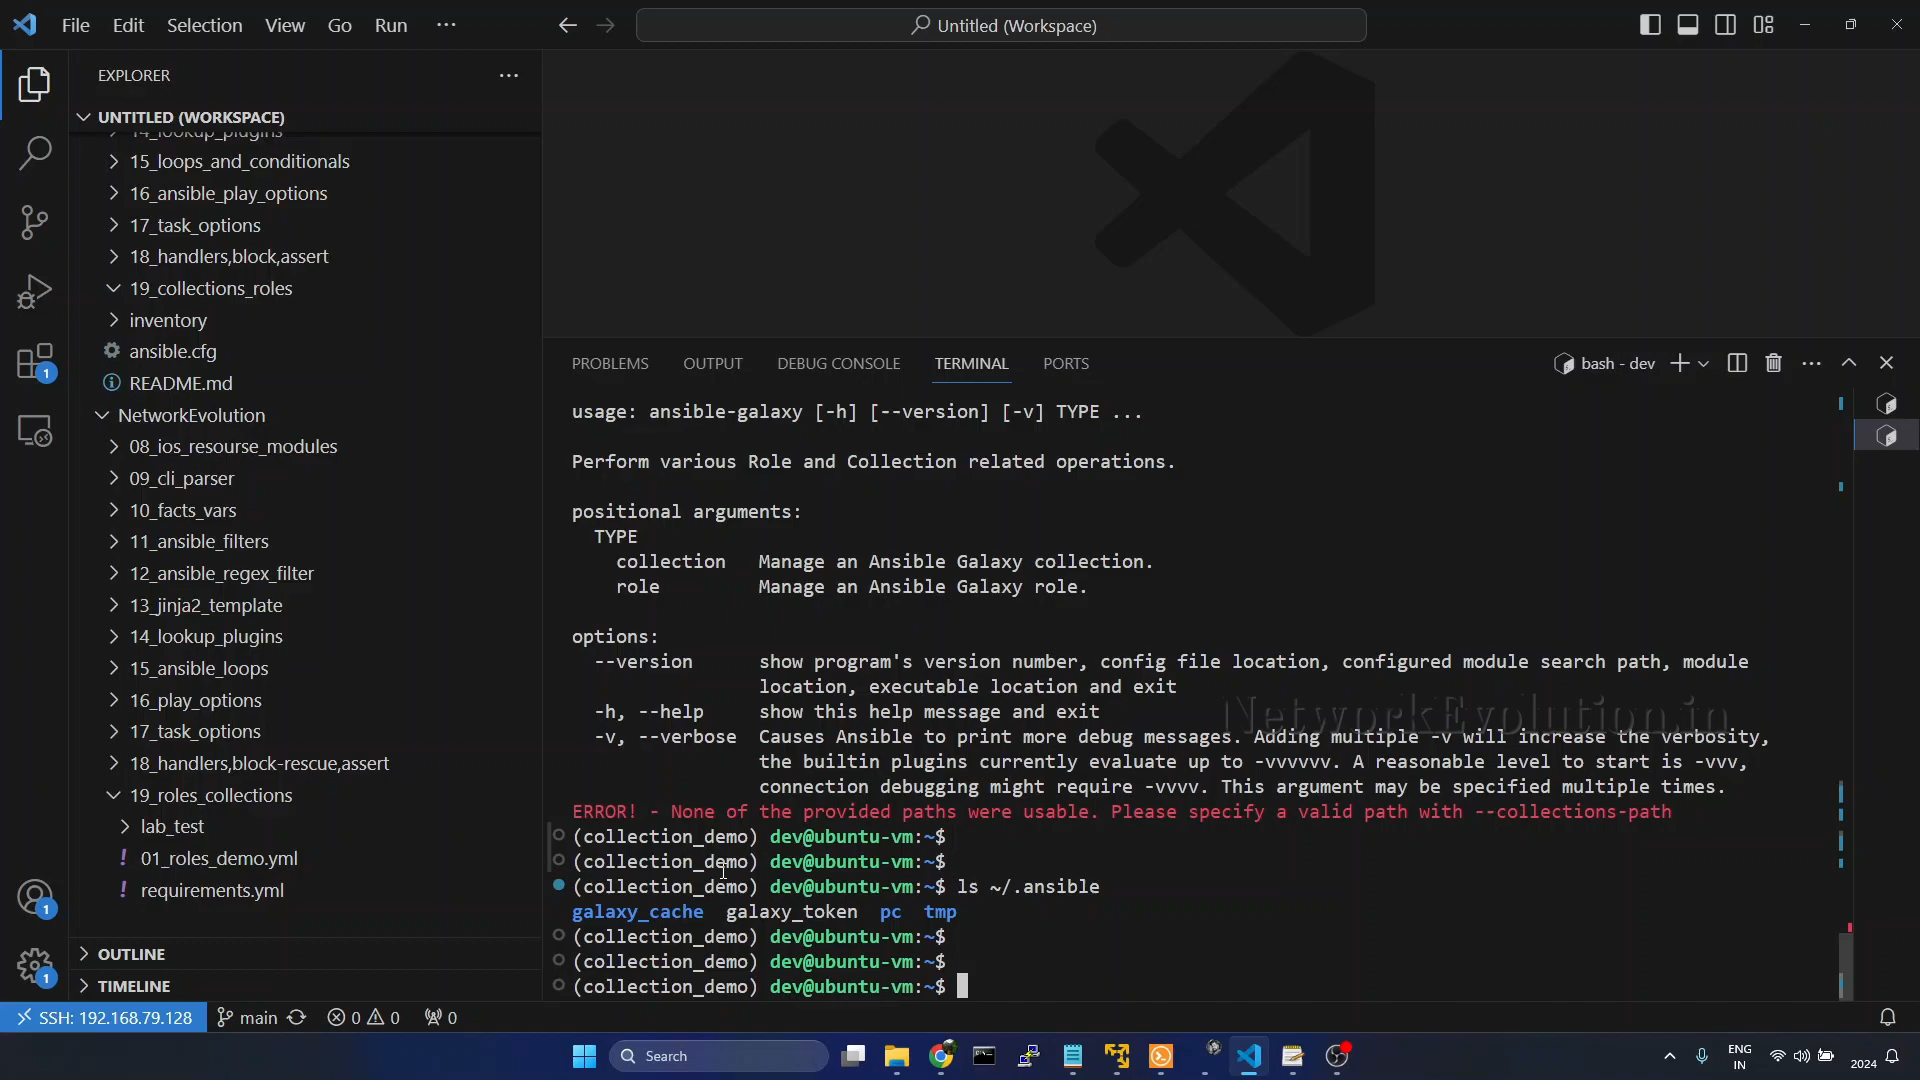 File Edit Selection View Go Run ...
Untitled (Workspace)
EXPLORER
UNTITLED (WORKSPACE)
14_lookup_plugins
15_loops_and_conditionals
16_ansible_play_options
17_task_options
18_handlers,block,assert
19_collections_roles
inventory
ansible.cfg
README.md
NetworkEvolution
08_ios_resourse_modules
09_cli_parser
10_facts_vars
11_ansible_filters
12_ansible_regex_filter
13_jinja2_template
14_lookup_plugins
15_ansible_loops
16_play_options
17_task_options
18_handlers,block-rescue,assert
19_roles_collections
lab_test
! 01_roles_demo.yml
! requirements.yml
OUTLINE
TIMELINE
1
1
1
PROBLEMS OUTPUT DEBUG CONSOLE TERMINAL PORTS
bash - dev
usage: ansible-galaxy [-h] [--version] [-v] TYPE ...
Perform various Role and Collection related operations.
positional arguments:
TYPE
collection Manage an Ansible Galaxy collection.
role Manage an Ansible Galaxy role.
options:
--version show program's version number, config file location, configured module search path, module
location, executable location and exit
-h, --help show this help message and exit
-v, --verbose Causes Ansible to print more debug messages. Adding multiple -v will increase the verbosity,
the builtin plugins currently evaluate up to -vvvvvv. A reasonable level to start is -vvv,
connection debugging might require -vvvv. This argument may be specified multiple times.
ERROR! - None of the provided paths were usable. Please specify a valid path with --collections-path
(collection_demo) dev@ubuntu-vm:~$
(collection_demo) dev@ubuntu-vm:~$
(collection_demo) dev@ubuntu-vm:~$ ls ~/.ansible
galaxy_cache galaxy_token pc tmp
(collection_demo) dev@ubuntu-vm:~$
(collection_demo) dev@ubuntu-vm:~$
(collection_demo) dev@ubuntu-vm:~$
NetworkEvolution.in
SSH: 192.168.79.128 main 0 0 0
Search
ENG
IN
2024